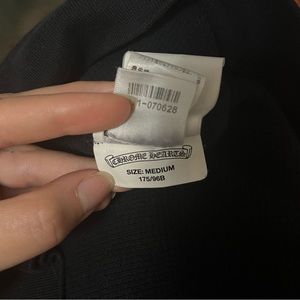 1-070628
CHROME HEARTS
SIZE: MEDIUM
175/96B